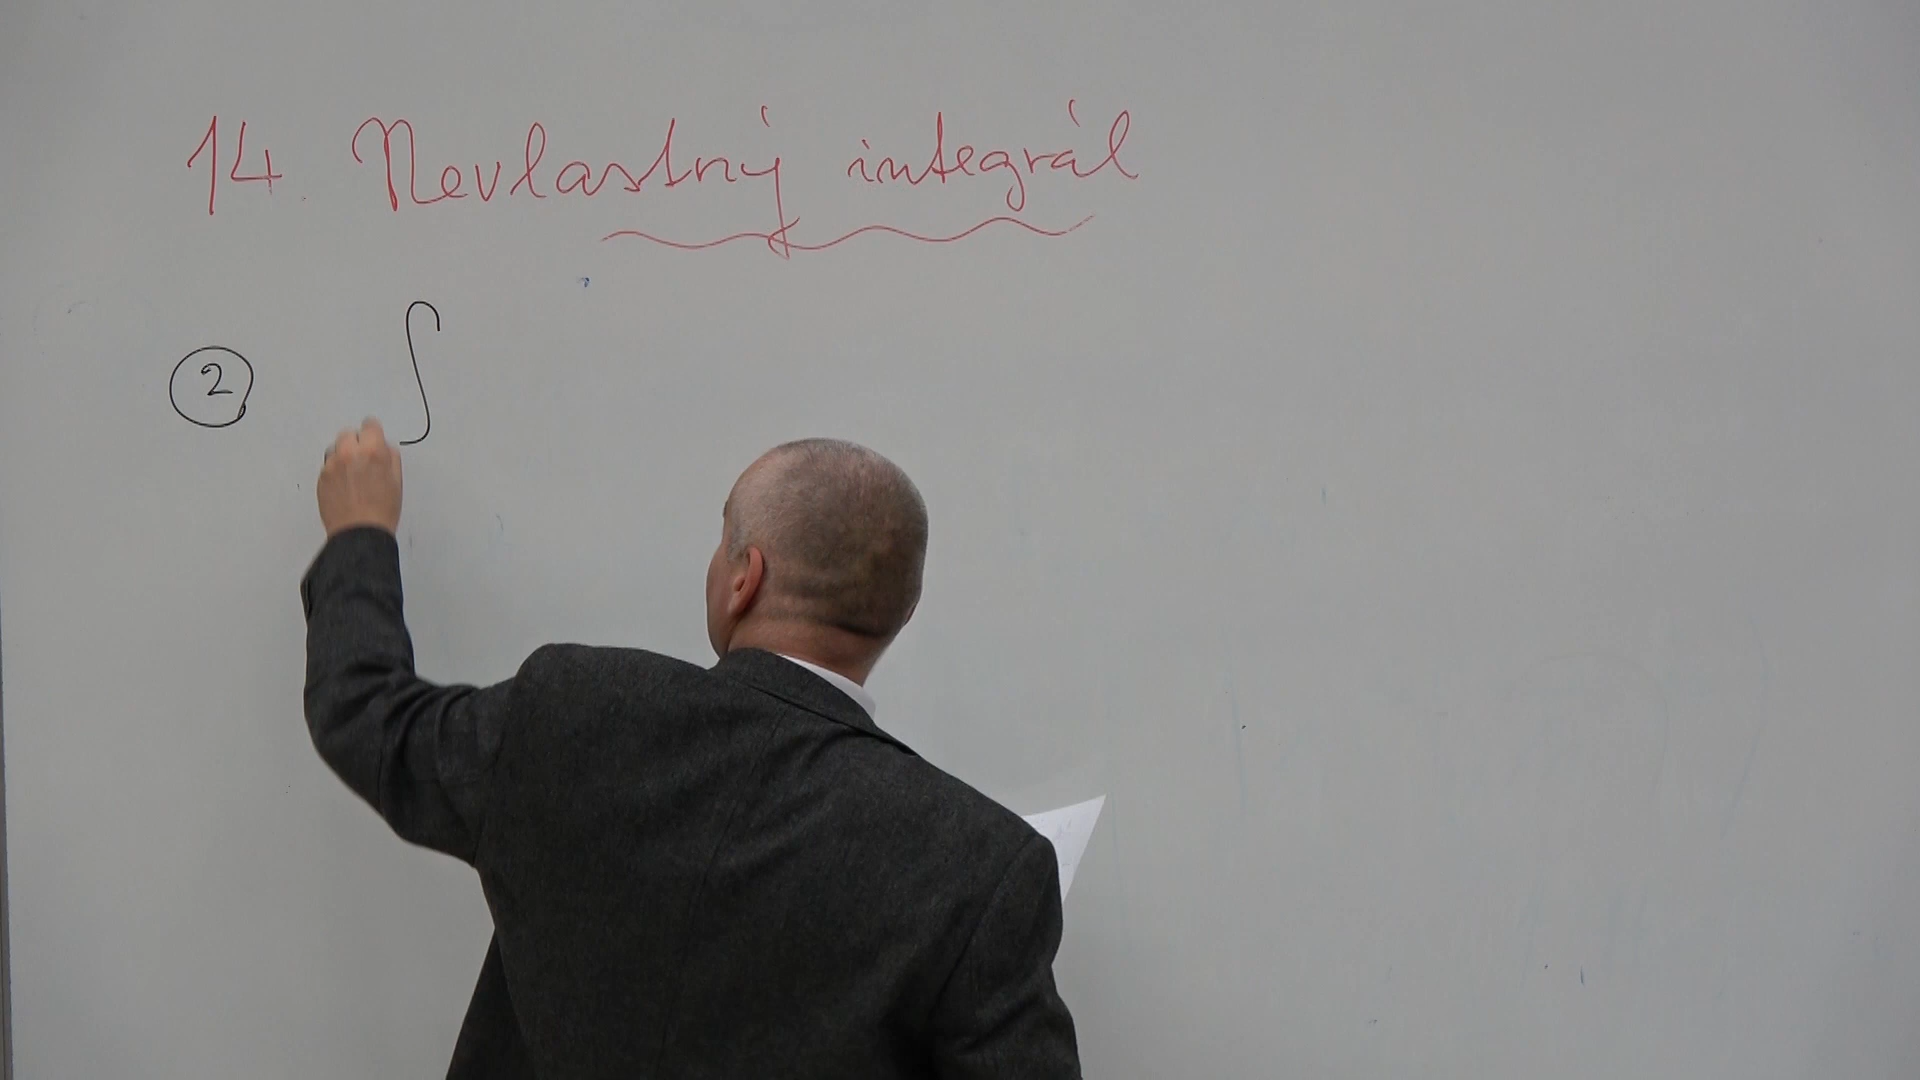 14. Nevlastný integrál
② ∫